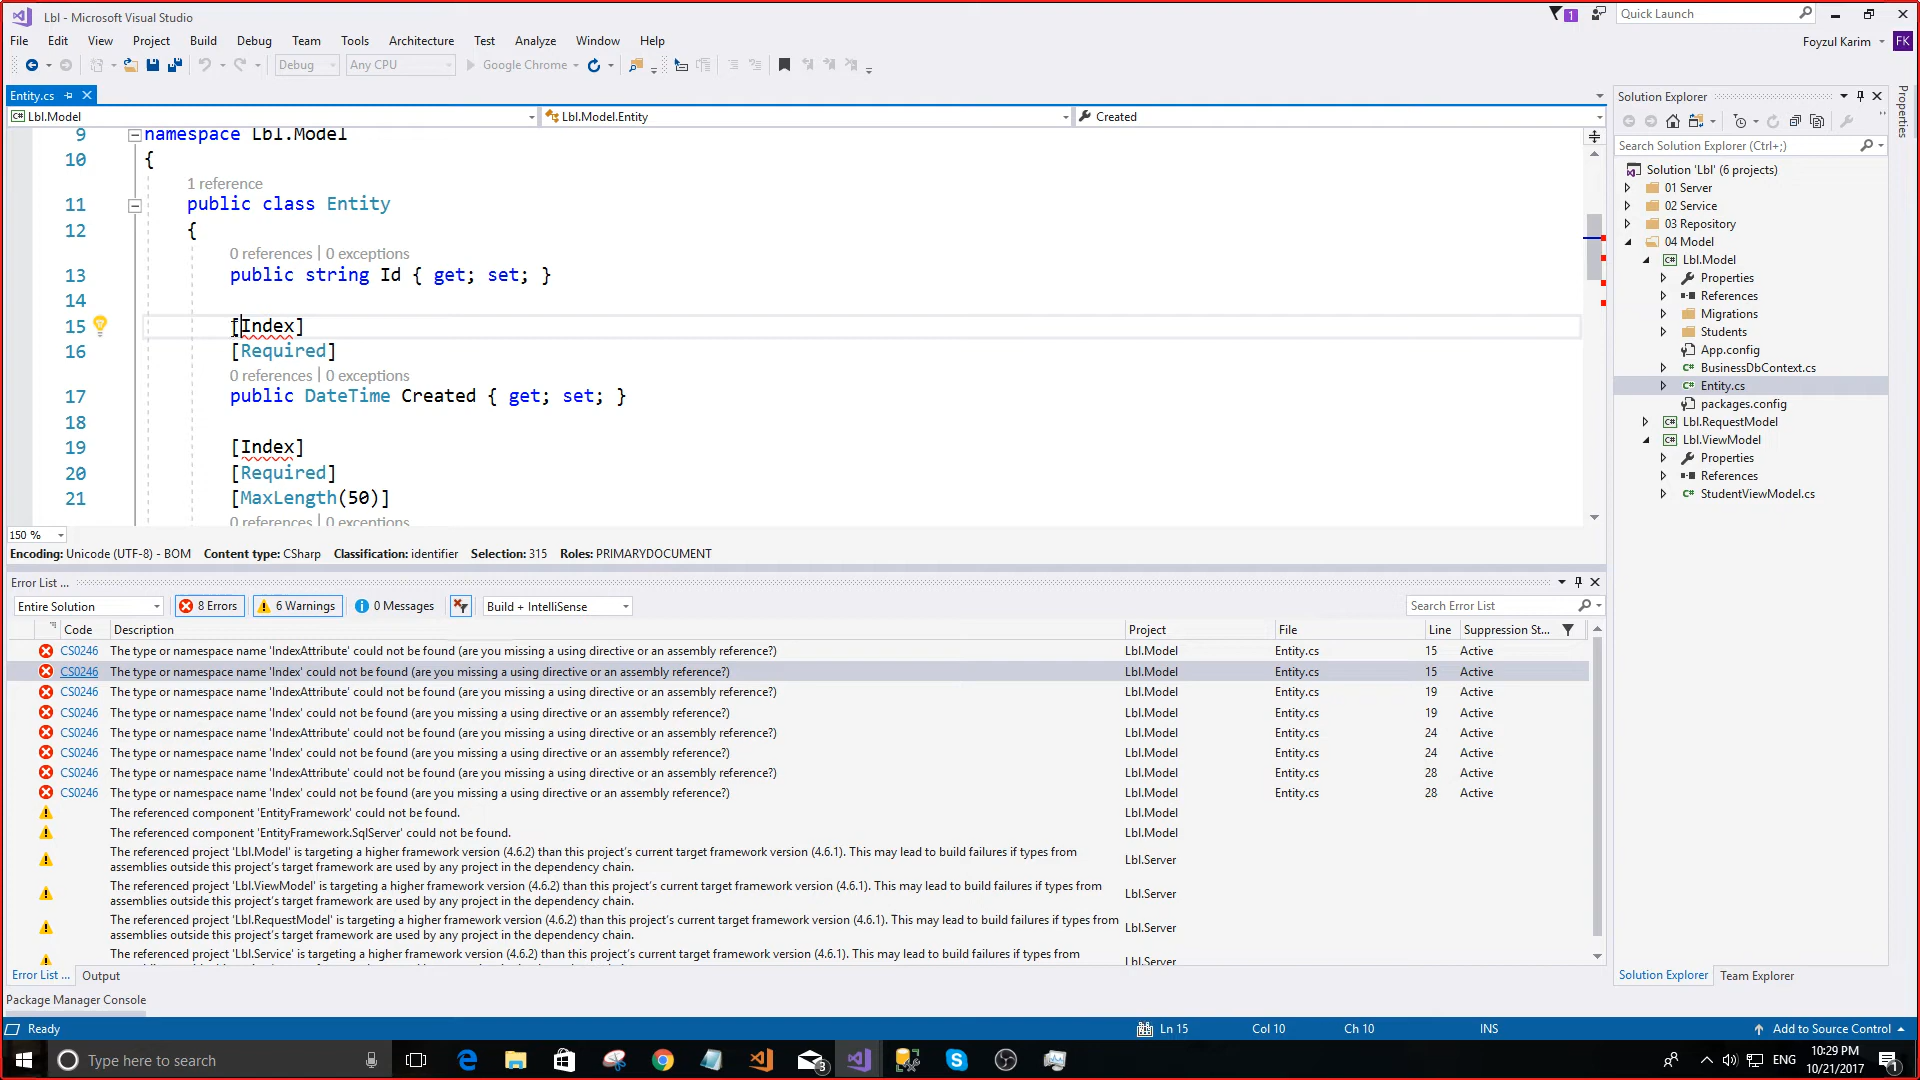 Lbl - Microsoft Visual Studio
1
Quick Launch
File Edit View Project Build Debug Team Tools Architecture Test Analyze Window Help
Foyzul Karim FK
Debug Any CPU Google Chrome
Entity.cs
Lbl.Model Lbl.Model.Entity Created
9 namespace Lbl.Model
10 {
1 reference
11 public class Entity
12 {
0 references | 0 exceptions
13 public string Id { get; set; }
14
15 [Index]
16 [Required]
0 references | 0 exceptions
17 public DateTime Created { get; set; }
18
19 [Index]
20 [Required]
21 [MaxLength(50)]
0 references | 0 exceptions
150 %
Encoding: Unicode (UTF-8) - BOM Content type: CSharp Classification: identifier Selection: 315 Roles: PRIMARYDOCUMENT
Error List ...
Entire Solution 8 Errors 6 Warnings 0 Messages Build + IntelliSense Search Error List
Code Description Project File Line Suppression St...
CS0246 The type or namespace name 'IndexAttribute' could not be found (are you missing a using directive or an assembly reference?) Lbl.Model Entity.cs 15 Active
CS0246 The type or namespace name 'Index' could not be found (are you missing a using directive or an assembly reference?) Lbl.Model Entity.cs 15 Active
CS0246 The type or namespace name 'IndexAttribute' could not be found (are you missing a using directive or an assembly reference?) Lbl.Model Entity.cs 19 Active
CS0246 The type or namespace name 'Index' could not be found (are you missing a using directive or an assembly reference?) Lbl.Model Entity.cs 19 Active
CS0246 The type or namespace name 'IndexAttribute' could not be found (are you missing a using directive or an assembly reference?) Lbl.Model Entity.cs 24 Active
CS0246 The type or namespace name 'Index' could not be found (are you missing a using directive or an assembly reference?) Lbl.Model Entity.cs 24 Active
CS0246 The type or namespace name 'IndexAttribute' could not be found (are you missing a using directive or an assembly reference?) Lbl.Model Entity.cs 28 Active
CS0246 The type or namespace name 'Index' could not be found (are you missing a using directive or an assembly reference?) Lbl.Model Entity.cs 28 Active
The referenced component 'EntityFramework' could not be found. Lbl.Model
The referenced component 'EntityFramework.SqlServer' could not be found. Lbl.Model
The referenced project 'Lbl.Model' is targeting a higher framework version (4.6.2) than this project's current target framework version (4.6.1). This may lead to build failures if types from
assemblies outside this project's target framework are used by any project in the dependency chain. Lbl.Server
The referenced project 'Lbl.ViewModel' is targeting a higher framework version (4.6.2) than this project's current target framework version (4.6.1). This may lead to build failures if types from
assemblies outside this project's target framework are used by any project in the dependency chain. Lbl.Server
The referenced project 'Lbl.RequestModel' is targeting a higher framework version (4.6.2) than this project's current target framework version (4.6.1). This may lead to build failures if types from
assemblies outside this project's target framework are used by any project in the dependency chain. Lbl.Server
The referenced project 'Lbl.Service' is targeting a higher framework version (4.6.2) than this project's current target framework version (4.6.1). This may lead to build failures if types from
Lbl.Server
Error List ... Output
Package Manager Console
Solution Explorer
Search Solution Explorer (Ctrl+;)
Solution 'Lbl' (6 projects)
01 Server
02 Service
03 Repository
04 Model
Lbl.Model
Properties
References
Migrations
Students
App.config
BusinessDbContext.cs
Entity.cs
packages.config
Lbl.RequestModel
Lbl.ViewModel
Properties
References
StudentViewModel.cs
Solution Explorer Team Explorer
Properties
Ready Ln 15 Col 10 Ch 10 INS Add to Source Control
Type here to search 3 ENG 10:29 PM
10/21/2017 1